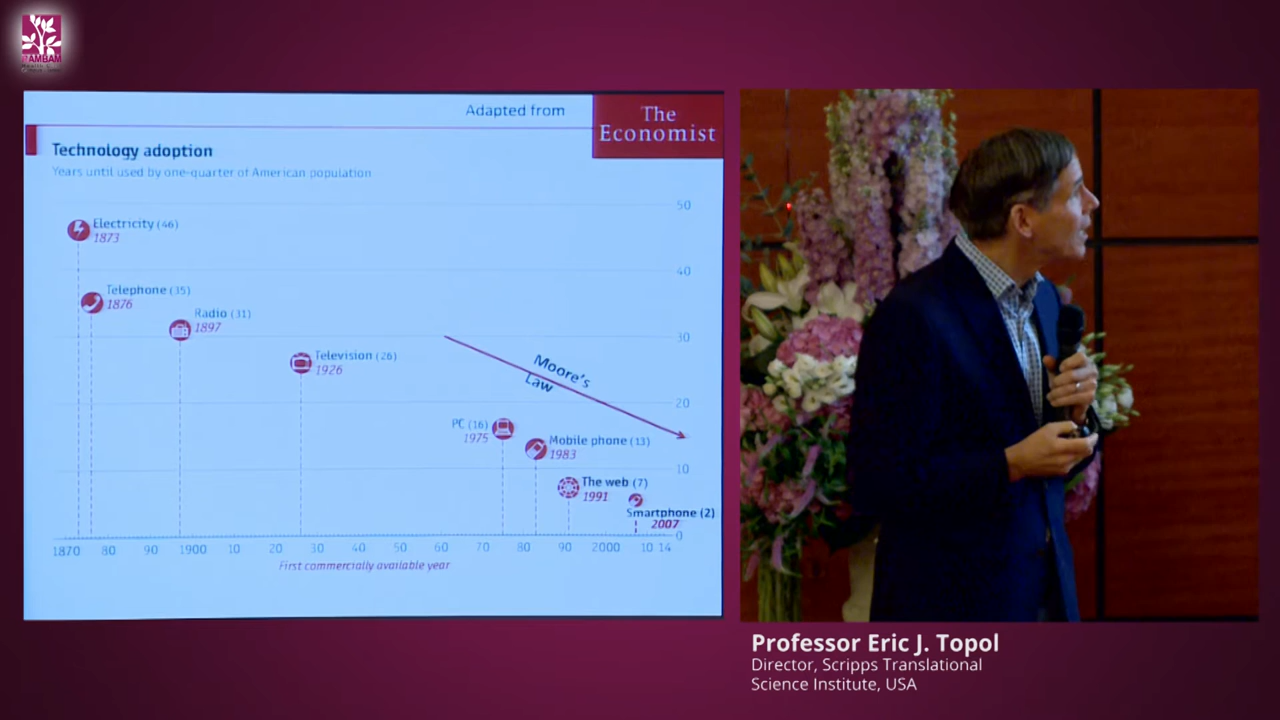 RAMBAM
Adapted from
The
Economist
Technology adoption
Years until used by one-quarter of American population
50
Electricity (46)
1873
40
Telephone (35)
1876
Radio (31)
1897
30
Television (26)
1926
Moore's
Law
20
PC (16)
1975
Mobile phone (13)
1983
10
The web (7)
1991
Smartphone (2)
2007
0
1870 80 90 1900 10 20 30 40 50 60 70 80 90 2000 10 14
First commercially available year
Professor Eric J. Topol
Director, Scripps Translational
Science Institute, USA